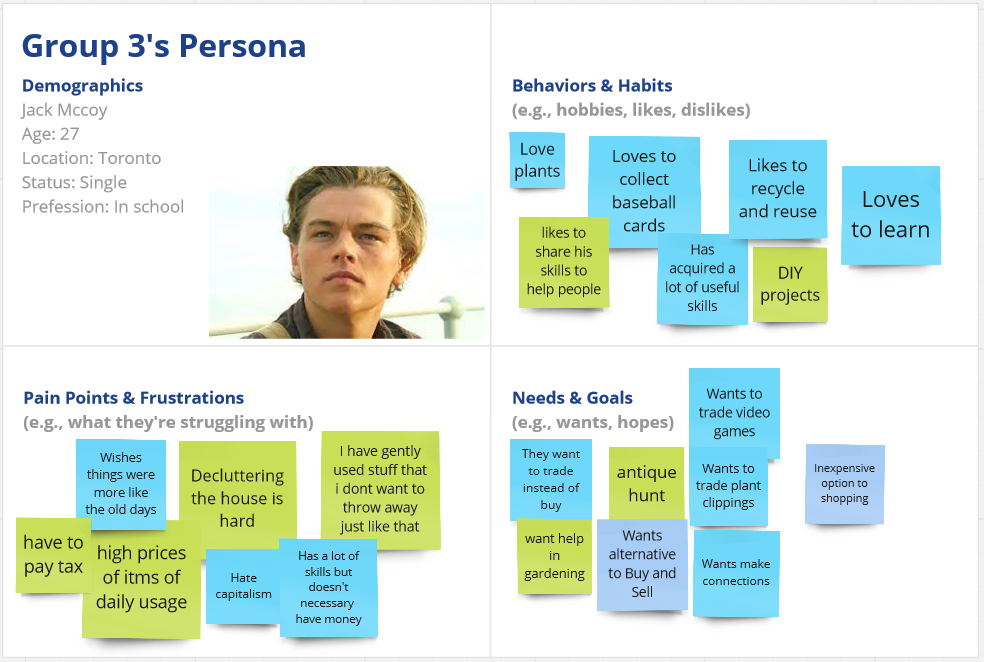 Group 3's Persona
Demographics
Jack Mccoy
Age: 27
Location: Toronto
Status: Single
Prefession: In school
Behaviors & Habits
(e.g., hobbies, likes, dislikes)
Love
plants
Loves to
collect
baseball
cards
Likes to
recycle
and reuse
Loves
to learn
likes to
share his
skills to
help people
Has
acquired a
lot of useful
skills
DIY
projects
Pain Points & Frustrations
(e.g., what they're struggling with)
Wishes
things were
more like
the old days
Decluttering
the house is
hard
I have gently
used stuff that
i dont want to
throw away
just like that
have to
pay tax
high prices
of itms of
daily usage
Hate
capitalism
Has a lot of
skills but
doesn't
necessary
have money
Needs & Goals
(e.g., wants, hopes)
Wants to
trade video
games
They want
to trade
instead of
buy
antique
hunt
Wants to
trade plant
clippings
Inexpensive
option to
shopping
want help
in
gardening
Wants
alternative
to Buy and
Sell
Wants make
connections